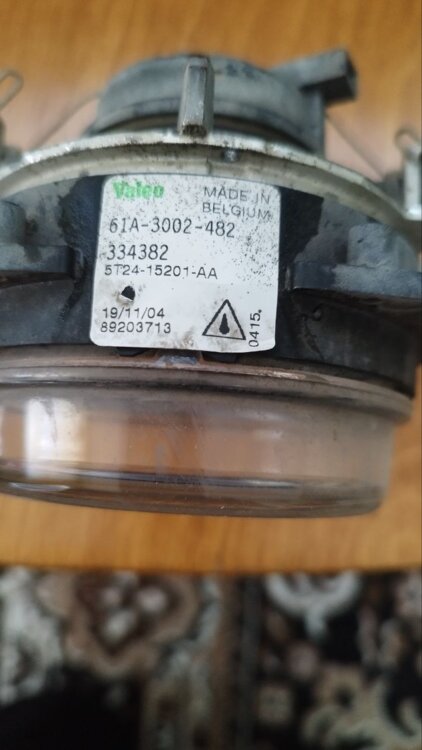 Valeo
MADE IN
BELGIUM
61A-3002-482
334382
5T24-15201-AA
19/11/04
89203713
0415.